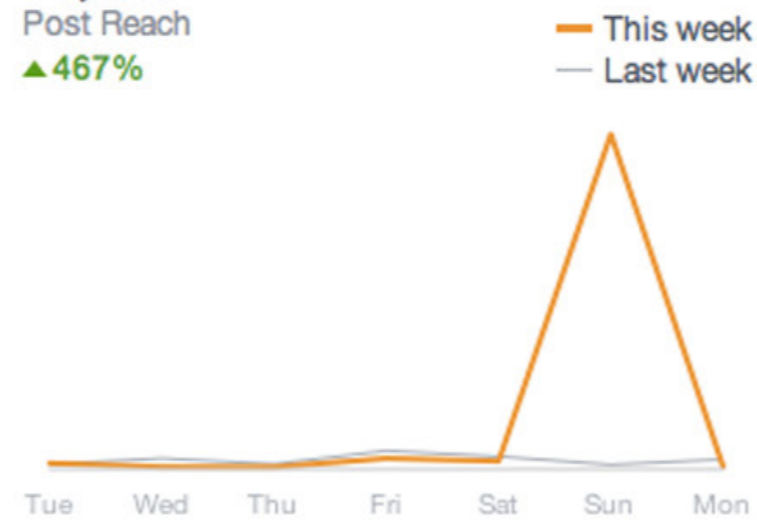 Post Reach
▲467%
This week
Last week
Tue Wed Thu Fri Sat Sun Mon